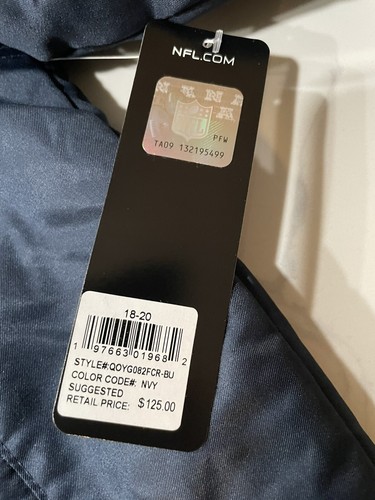 NFL.COM
NFL
PFW
TA09 132195499
18-20
1 97663 01968 2
STYLE#:QOYG082FCR-BU
COLOR CODE#: NVY
SUGGESTED
RETAIL PRICE: $125.00